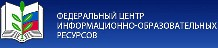 ФЕДЕРАЛЬНЫЙ ЦЕНТР
ИНФОРМАЦИОННО-ОБРАЗОВАТЕЛЬНЫХ
РЕСУРСОВ